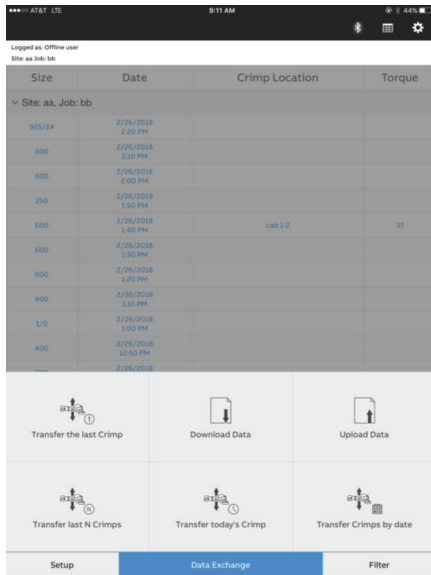 AT&T LTE 9:11 AM 44%
Logged as: Offline user
Site: aa Job: bb
Size Date Crimp Location Torque
Site: aa, Job: bb
925/24 2/26/2018 2:20 PM
600 2/26/2018 2:10 PM
600 2/26/2018 2:00 PM
250 2/26/2018 1:50 PM
600 2/26/2018 1:40 PM cab 1-2 37
600 2/26/2018 1:30 PM
600 2/26/2018 1:20 PM
400 2/26/2018 1:10 PM
1/0 2/26/2018 1:00 PM
400 2/26/2018 12:50 PM
2/26/2018
1
Transfer the last Crimp Download Data Upload Data
N
Transfer last N Crimps Transfer today's Crimp Transfer Crimps by date
Setup Data Exchange Filter